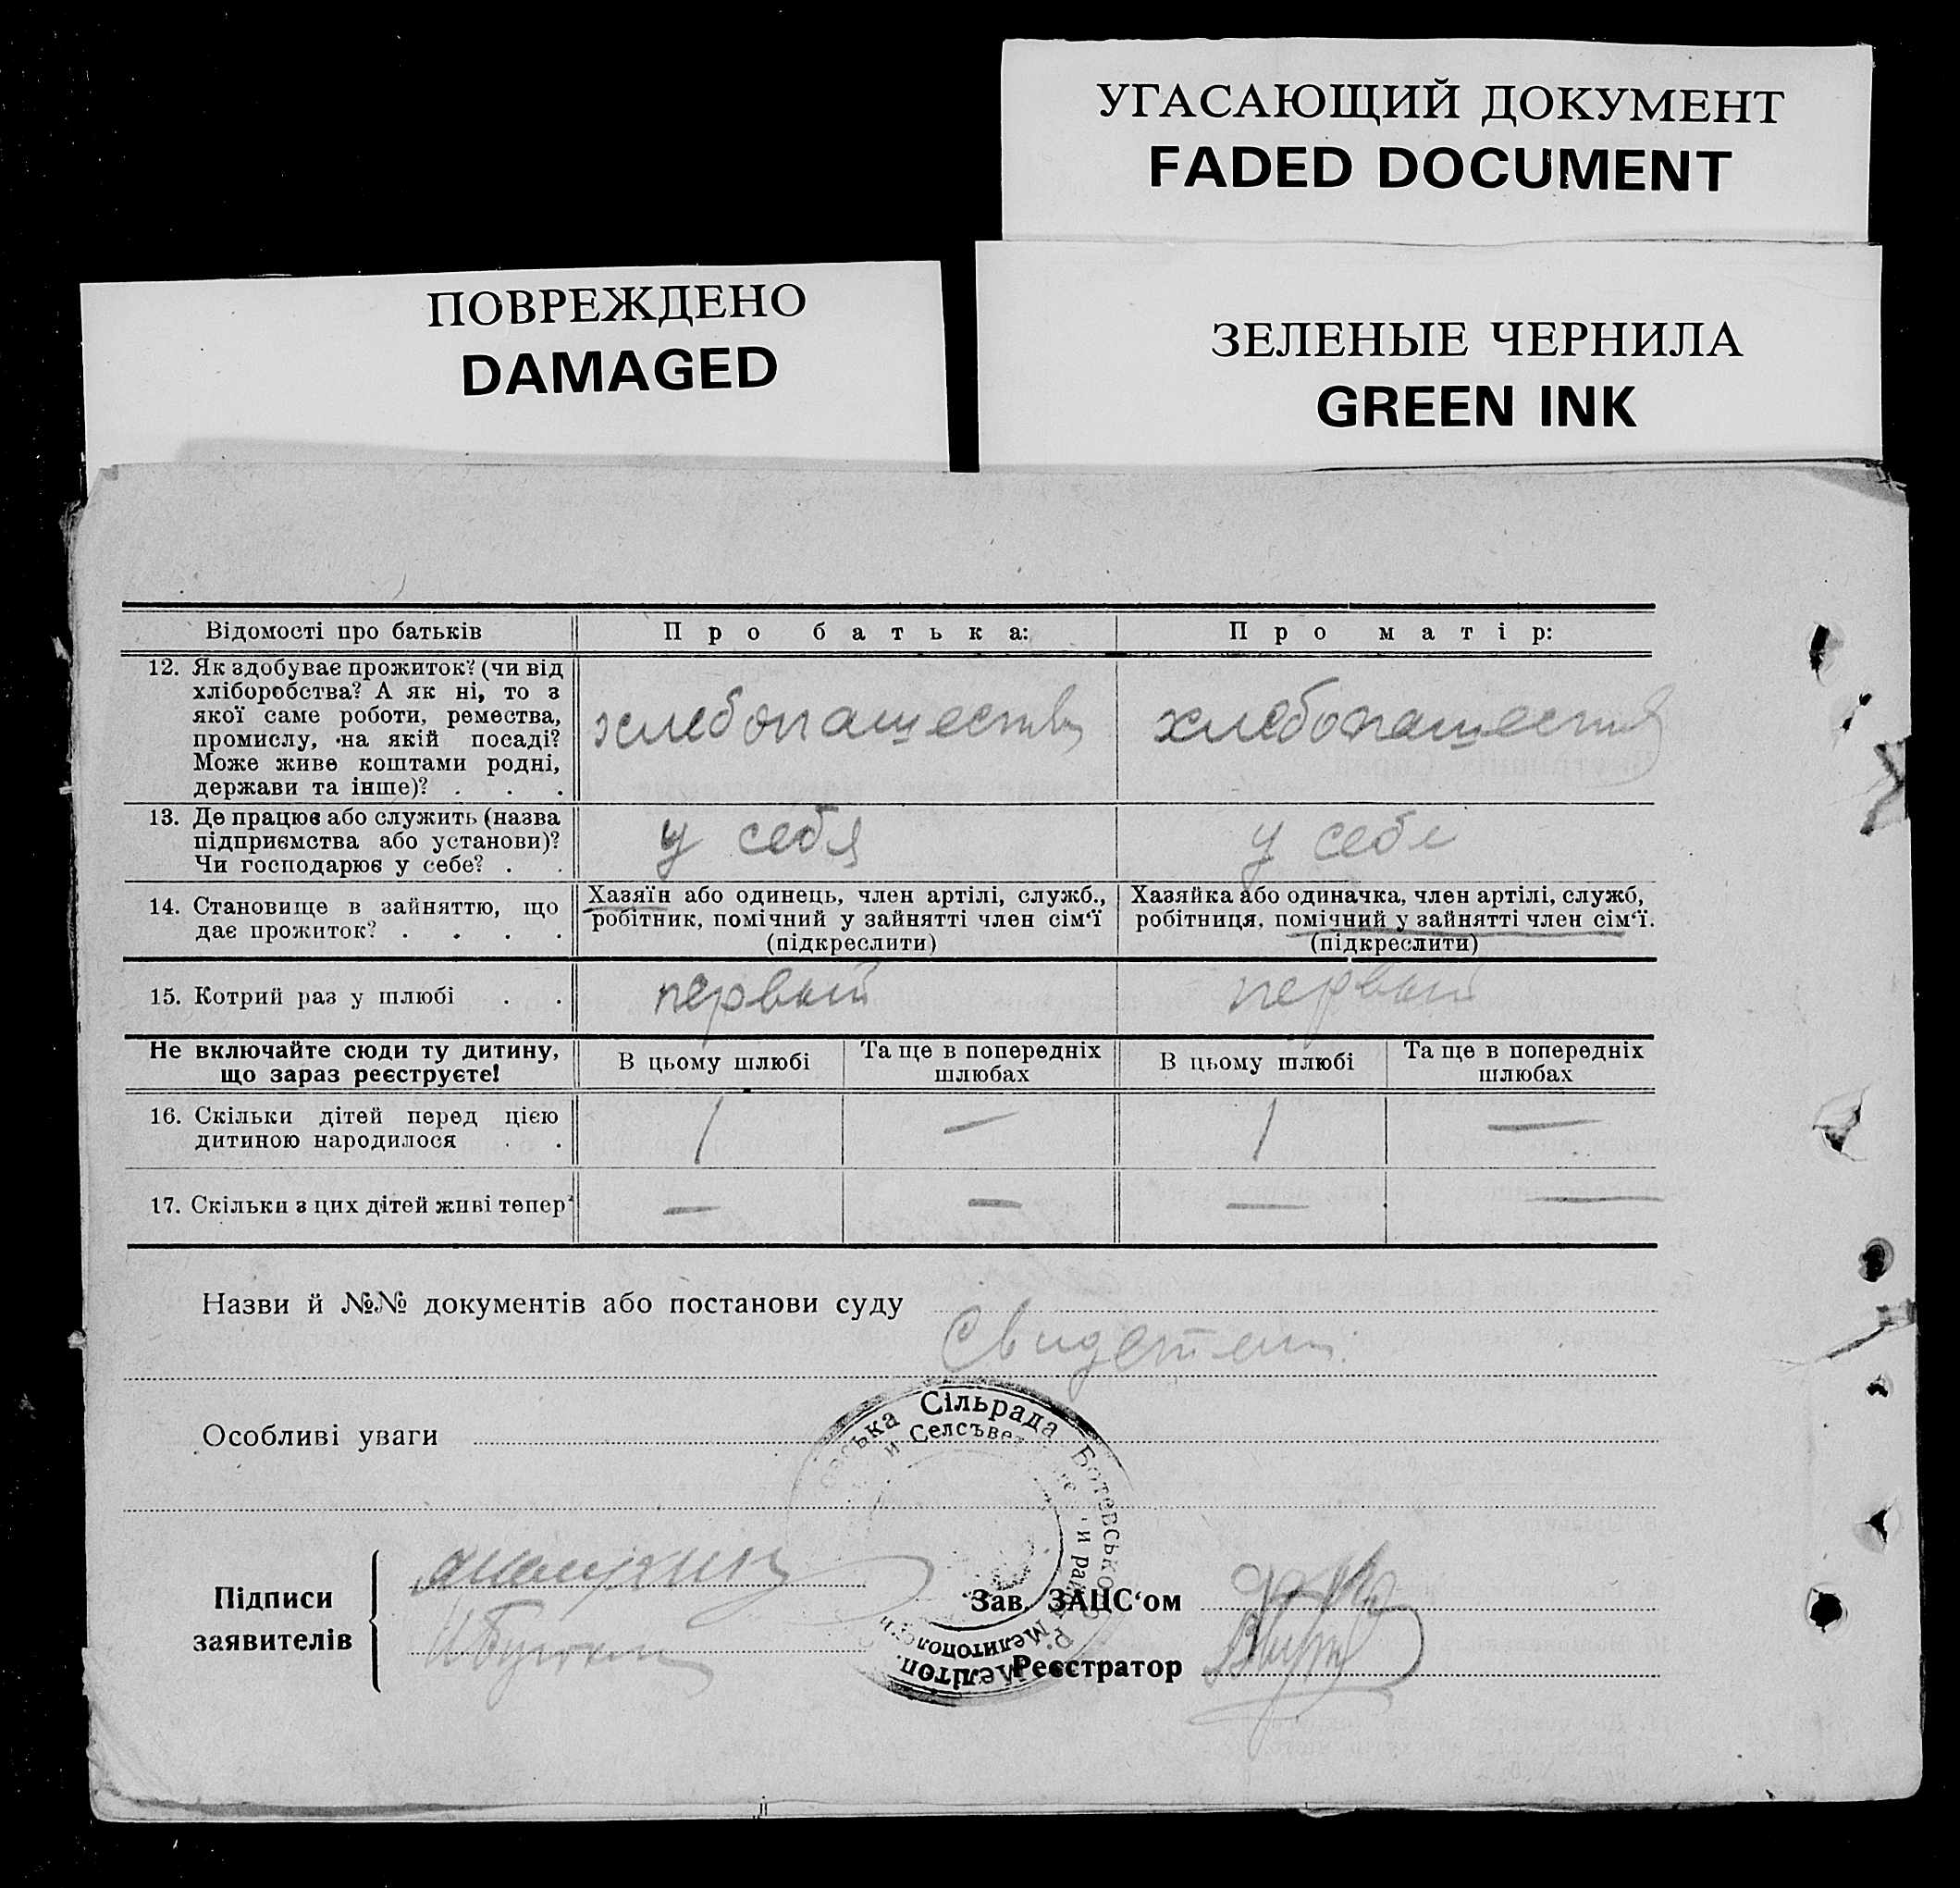 УГАСАЮЩИЙ ДОКУМЕНТ
FADED DOCUMENT
ПОВРЕЖДЕНО
DAMAGED
ЗЕЛЕНЫЕ ЧЕРНИЛА
GREEN INK
Відомості про батьків
Про батька:
Про матір:
12. Як здобуває прожиток? (чи від
хліборобства? А як ні, то з
якої саме роботи, ремества,
промислу, на якій посаді?
Може живе коштами родні,
держави та інше)? . . .
хлебопашество
хлебопашество
13. Де працює або служить (назва
підприємства або установи)?
Чи господарює у себе? . .
у себя
у себя
14. Становище в зайняттю, що
дає прожиток? . . . .
Хазяїн або одинець, член артілі, служб.,
робітник, помічний у зайнятті член сім‘ї
(підкреслити)
Хазяйка або одиначка, член артілі, служб,
робітниця, помічний у зайнятті член сім‘ї.
(підкреслити)
15. Котрий раз у шлюбі . .
первый
первый
Не включайте сюди ту дитину,
що зараз реєструєте!
В цьому шлюбі
Та ще в попередніх
шлюбах
В цьому шлюбі
Та ще в попередніх
шлюбах
16. Скільки дітей перед цією
дитиною народилося . .
1
—
1
—
17. Скільки з цих дітей живі тепер
—
—
—
—
Назви й №№ документів або постанови суду
Свидетели
Особливі уваги
Сільрада Ботевсько
и Селсъвет
и рай
Мелитопол
Мелітоп.
Підписи
заявителів
Зав. ЗАЦС‘ом
Реєстратор